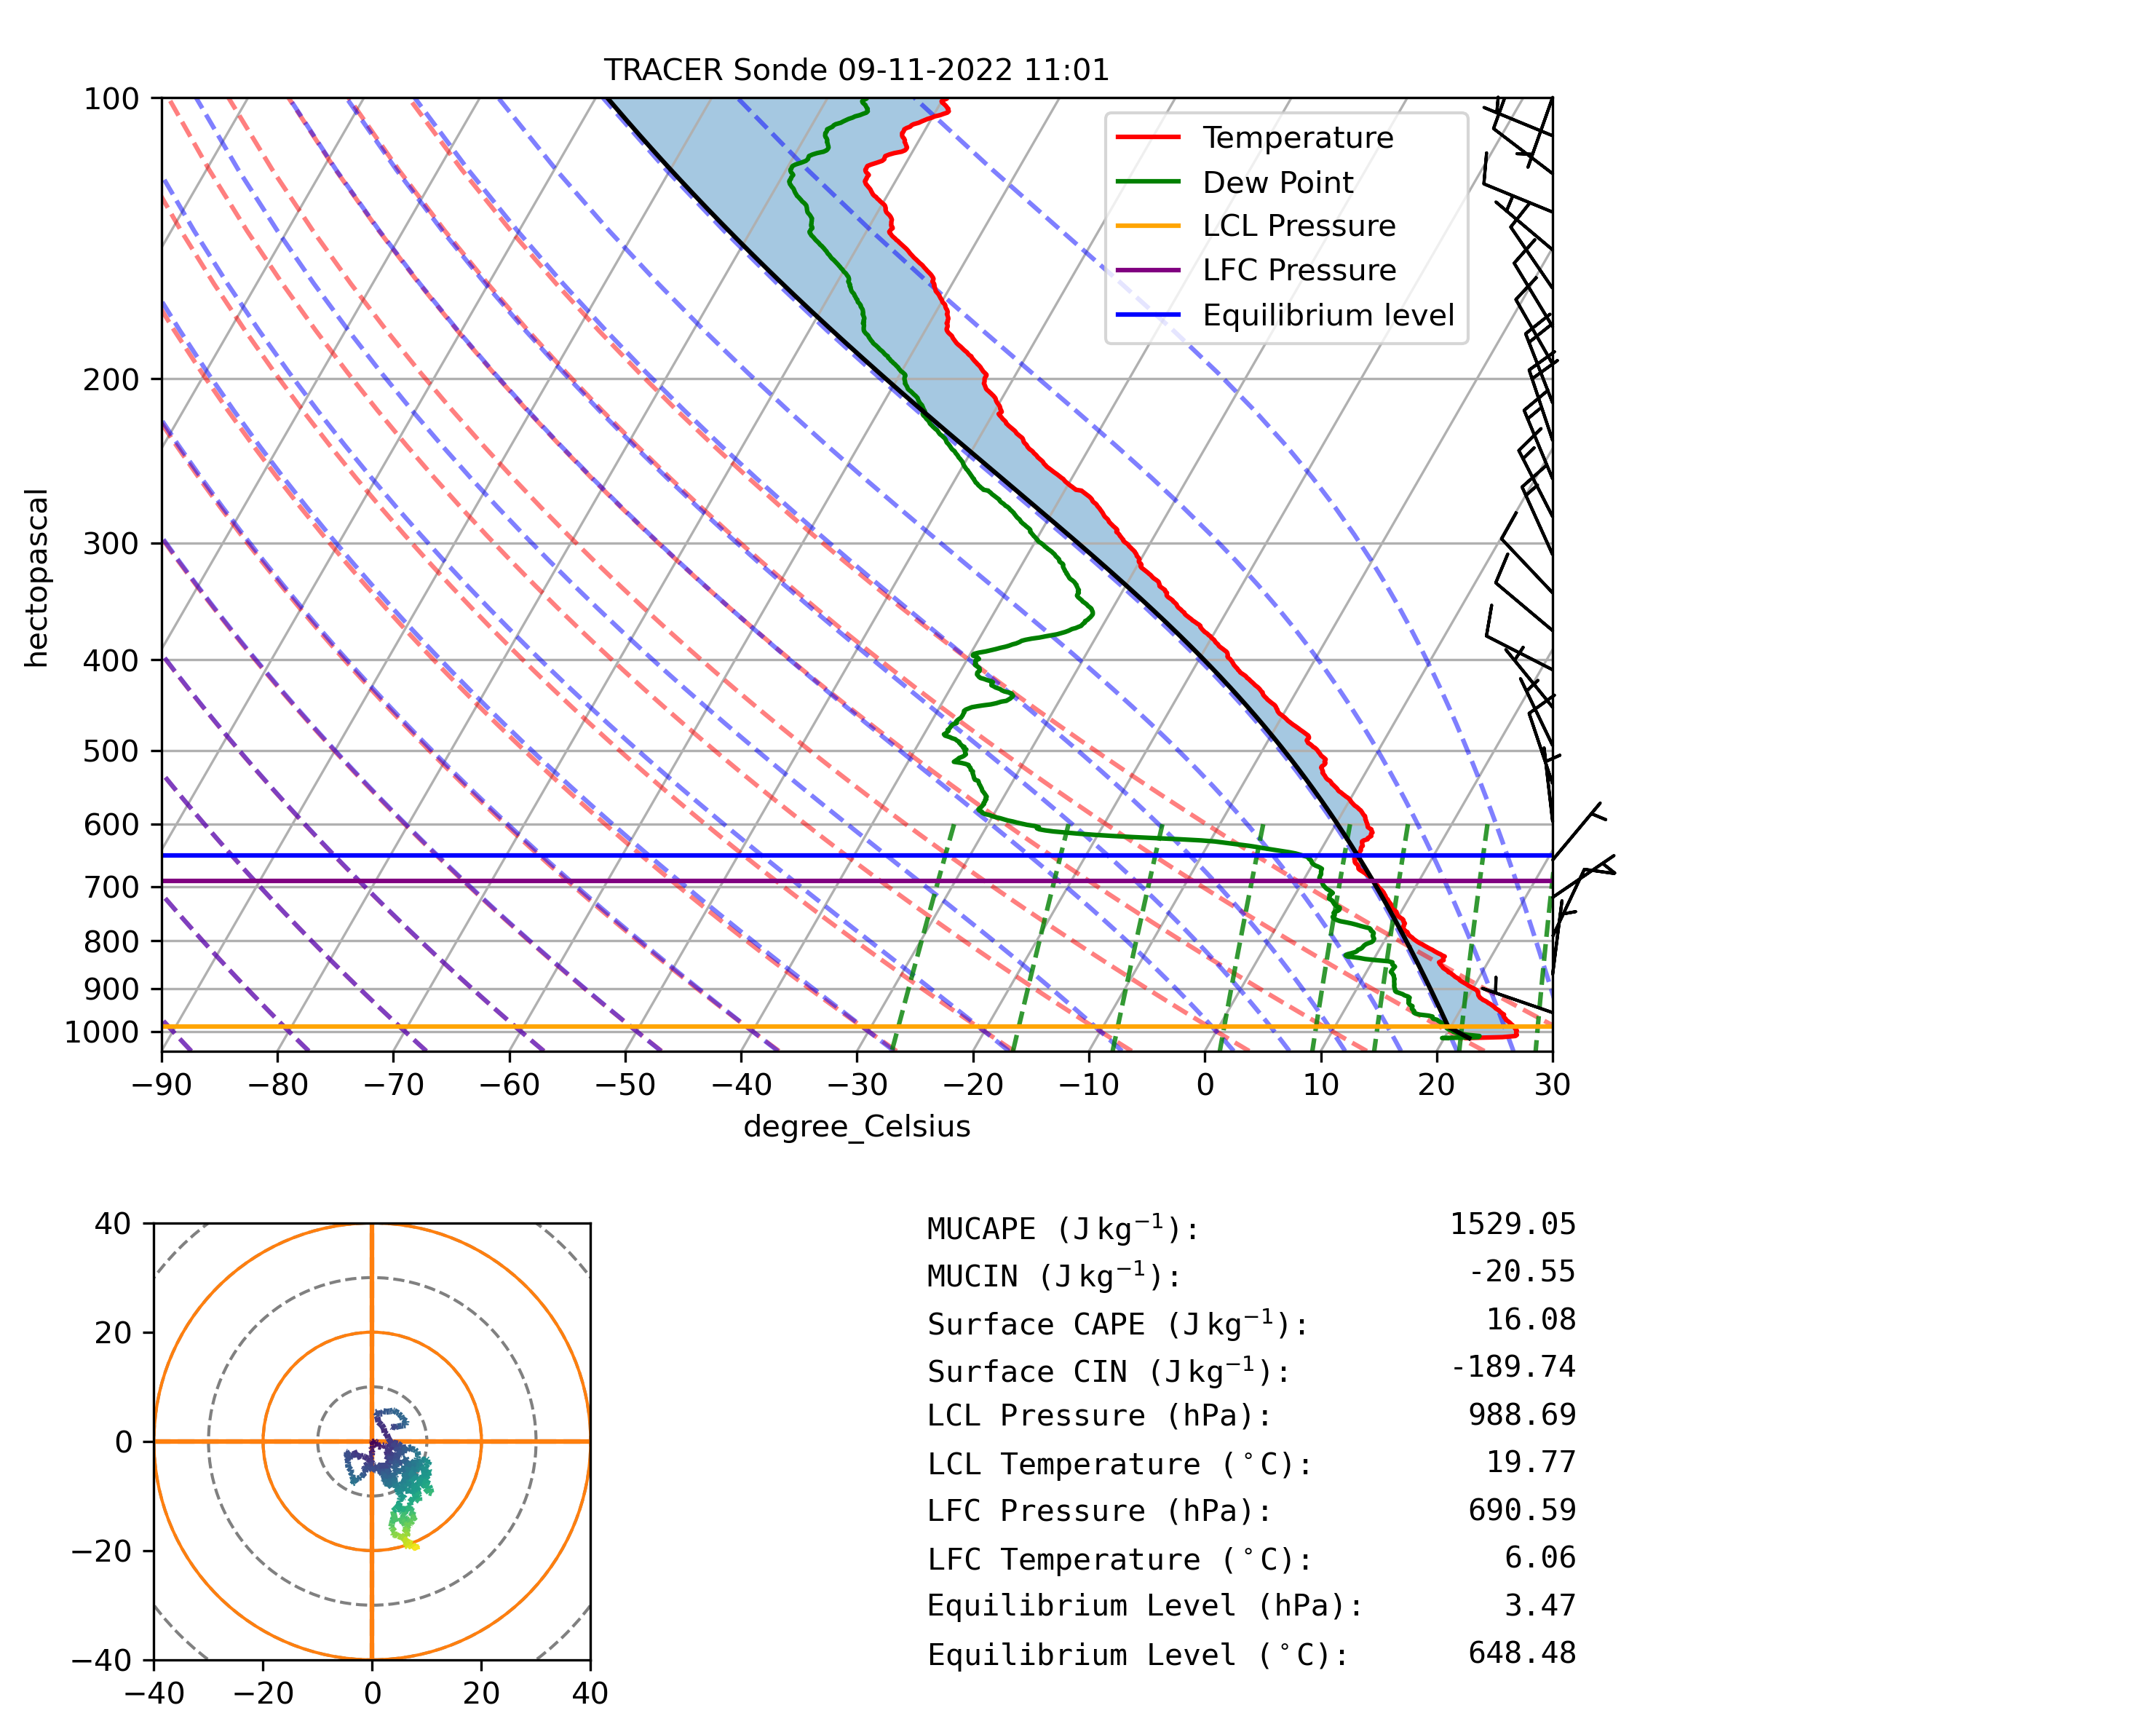 TRACER Sonde 09-11-2022 11:01
100
200
300
400
500
600
700
800
900
1000
hectopascal
−90 −80 −70 −60 −50 −40 −30 −20 −10 0 10 20 30
degree_Celsius
Temperature
Dew Point
LCL Pressure
LFC Pressure
Equilibrium level
40
20
0
−20
−40
−40 −20 0 20 40
MUCAPE (J kg⁻¹): 1529.05
MUCIN (J kg⁻¹): -20.55
Surface CAPE (J kg⁻¹): 16.08
Surface CIN (J kg⁻¹): -189.74
LCL Pressure (hPa): 988.69
LCL Temperature (°C): 19.77
LFC Pressure (hPa): 690.59
LFC Temperature (°C): 6.06
Equilibrium Level (hPa): 3.47
Equilibrium Level (°C): 648.48